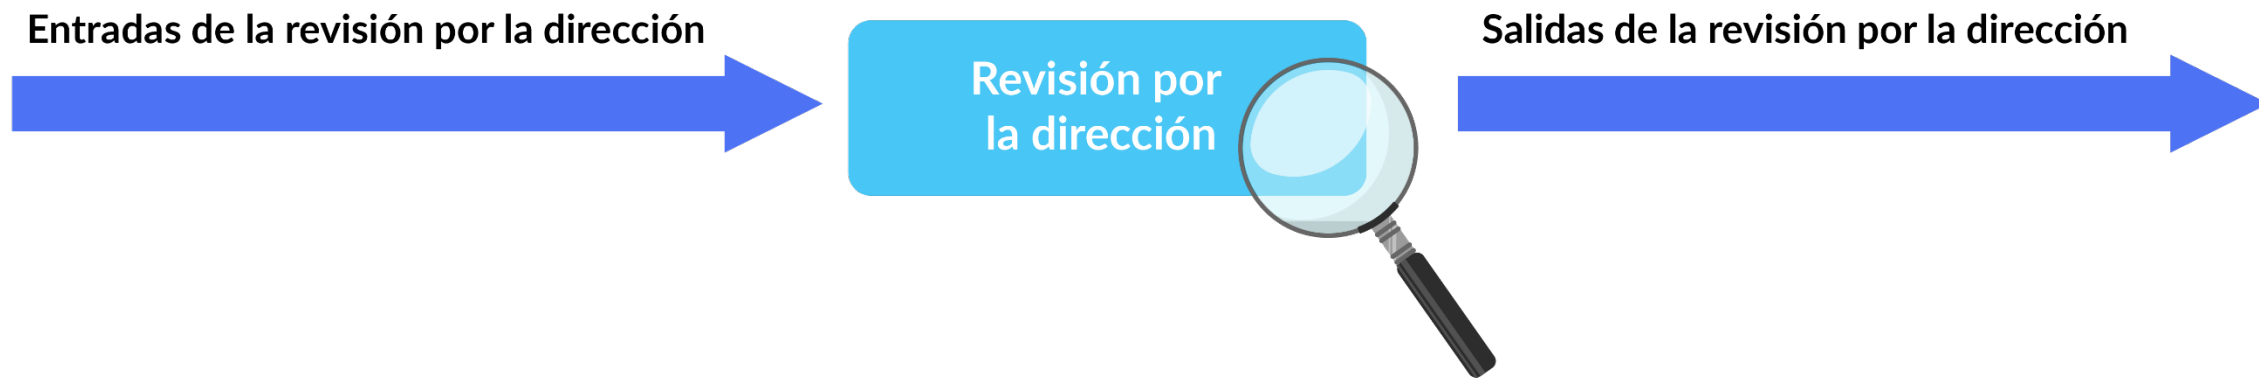 Entradas de la revisión por la dirección
Revisión por
la dirección
Salidas de la revisión por la dirección